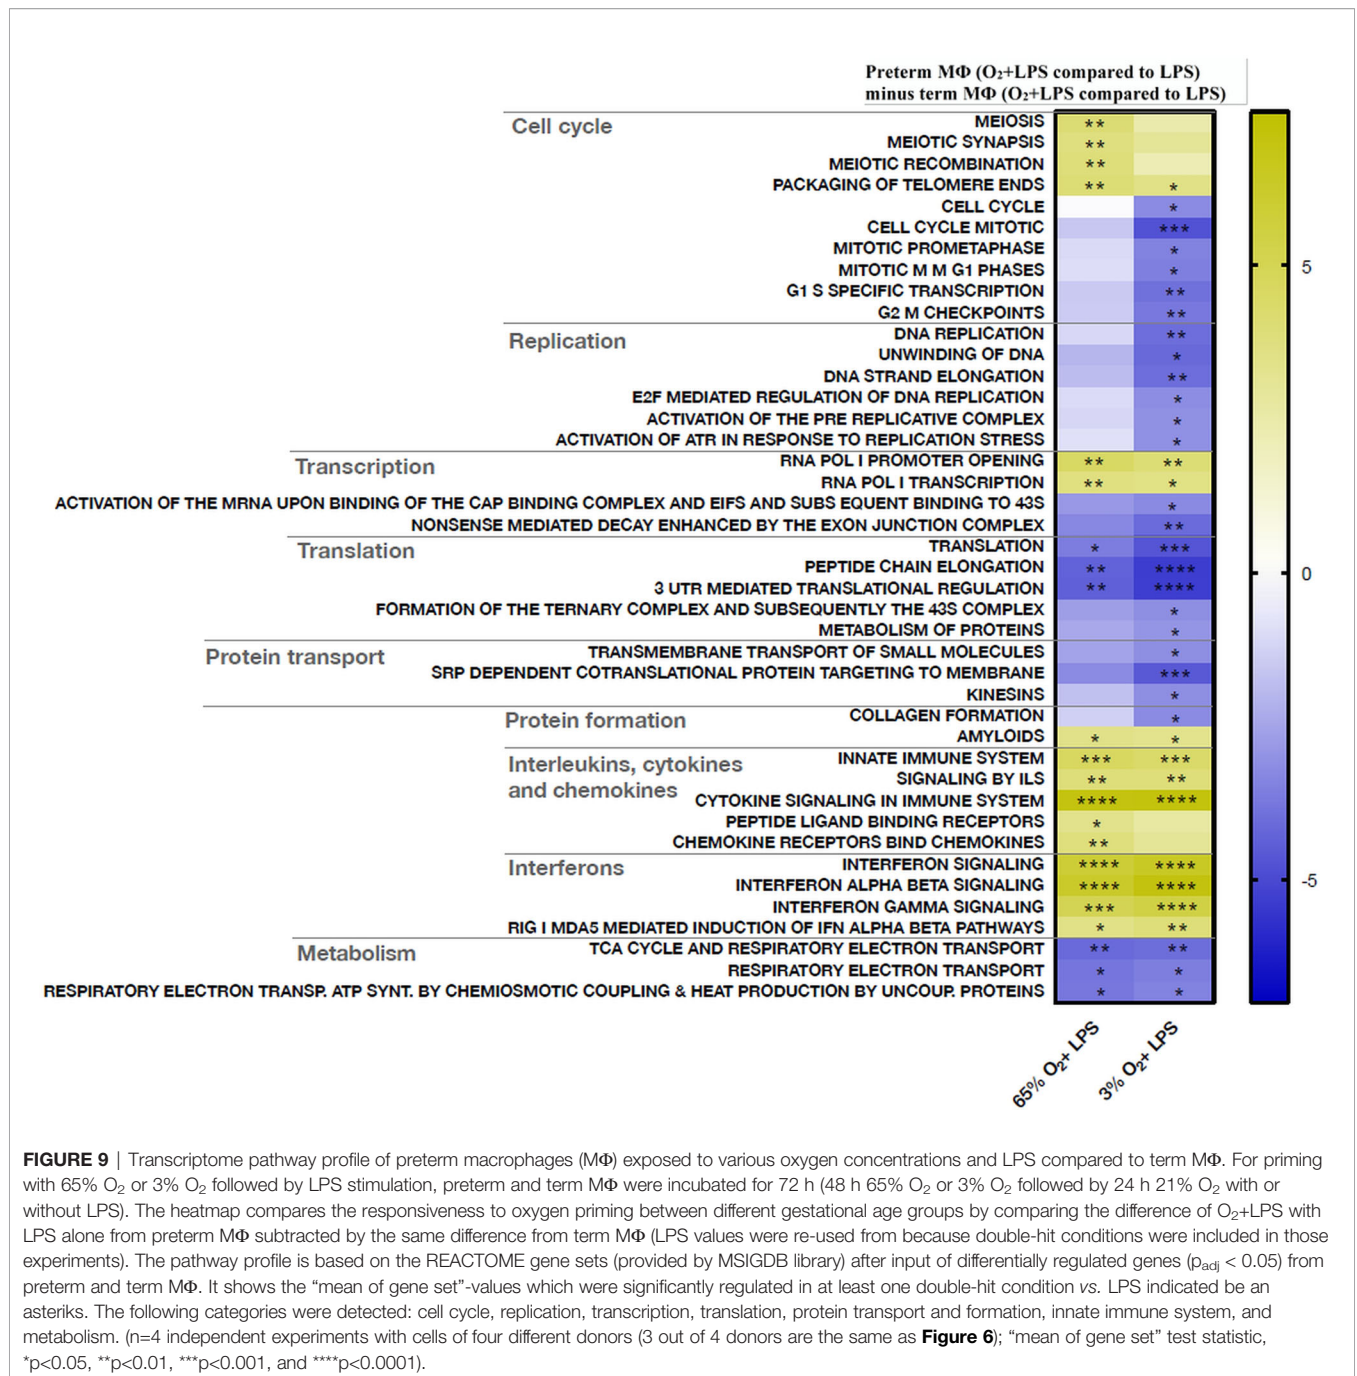 Preterm MΦ (O₂+LPS compared to LPS)
minus term MΦ (O₂+LPS compared to LPS)
Cell cycle
MEIOSIS **
MEIOTIC SYNAPSIS **
MEIOTIC RECOMBINATION **
PACKAGING OF TELOMERE ENDS ** *
CELL CYCLE *
CELL CYCLE MITOTIC ***
MITOTIC PROMETAPHASE *
MITOTIC M M G1 PHASES *
G1 S SPECIFIC TRANSCRIPTION **
G2 M CHECKPOINTS **
Replication
DNA REPLICATION **
UNWINDING OF DNA *
DNA STRAND ELONGATION **
E2F MEDIATED REGULATION OF DNA REPLICATION *
ACTIVATION OF THE PRE REPLICATIVE COMPLEX *
ACTIVATION OF ATR IN RESPONSE TO REPLICATION STRESS *
Transcription
RNA POL I PROMOTER OPENING ** **
RNA POL I TRANSCRIPTION ** *
ACTIVATION OF THE MRNA UPON BINDING OF THE CAP BINDING COMPLEX AND EIFS AND SUBS EQUENT BINDING TO 43S *
NONSENSE MEDIATED DECAY ENHANCED BY THE EXON JUNCTION COMPLEX **
Translation
TRANSLATION * ***
PEPTIDE CHAIN ELONGATION ** ****
3 UTR MEDIATED TRANSLATIONAL REGULATION ** ****
FORMATION OF THE TERNARY COMPLEX AND SUBSEQUENTLY THE 43S COMPLEX *
METABOLISM OF PROTEINS *
Protein transport
TRANSMEMBRANE TRANSPORT OF SMALL MOLECULES *
SRP DEPENDENT COTRANSLATIONAL PROTEIN TARGETING TO MEMBRANE ***
KINESINS *
Protein formation
COLLAGEN FORMATION *
AMYLOIDS * *
Interleukins, cytokines
and chemokines
INNATE IMMUNE SYSTEM *** ***
SIGNALING BY ILS ** **
CYTOKINE SIGNALING IN IMMUNE SYSTEM **** ****
PEPTIDE LIGAND BINDING RECEPTORS *
CHEMOKINE RECEPTORS BIND CHEMOKINES **
Interferons
INTERFERON SIGNALING **** ****
INTERFERON ALPHA BETA SIGNALING **** ****
INTERFERON GAMMA SIGNALING *** ****
RIG I MDA5 MEDIATED INDUCTION OF IFN ALPHA BETA PATHWAYS * **
Metabolism
TCA CYCLE AND RESPIRATORY ELECTRON TRANSPORT ** **
RESPIRATORY ELECTRON TRANSPORT * *
RESPIRATORY ELECTRON TRANSP. ATP SYNT. BY CHEMIOSMOTIC COUPLING & HEAT PRODUCTION BY UNCOUP. PROTEINS * *
5
0
-5
65% O₂+ LPS
3% O₂+ LPS
FIGURE 9 | Transcriptome pathway profile of preterm macrophages (MΦ) exposed to various oxygen concentrations and LPS compared to term MΦ. For priming
with 65% O₂ or 3% O₂ followed by LPS stimulation, preterm and term MΦ were incubated for 72 h (48 h 65% O₂ or 3% O₂ followed by 24 h 21% O₂ with or
without LPS). The heatmap compares the responsiveness to oxygen priming between different gestational age groups by comparing the difference of O₂+LPS with
LPS alone from preterm MΦ subtracted by the same difference from term MΦ (LPS values were re-used from because double-hit conditions were included in those
experiments). The pathway profile is based on the REACTOME gene sets (provided by MSIGDB library) after input of differentially regulated genes (p_adj < 0.05) from
preterm and term MΦ. It shows the “mean of gene set”-values which were significantly regulated in at least one double-hit condition vs. LPS indicated be an
asteriks. The following categories were detected: cell cycle, replication, transcription, translation, protein transport and formation, innate immune system, and
metabolism. (n=4 independent experiments with cells of four different donors (3 out of 4 donors are the same as Figure 6); “mean of gene set” test statistic,
*p<0.05, **p<0.01, ***p<0.001, and ****p<0.0001).